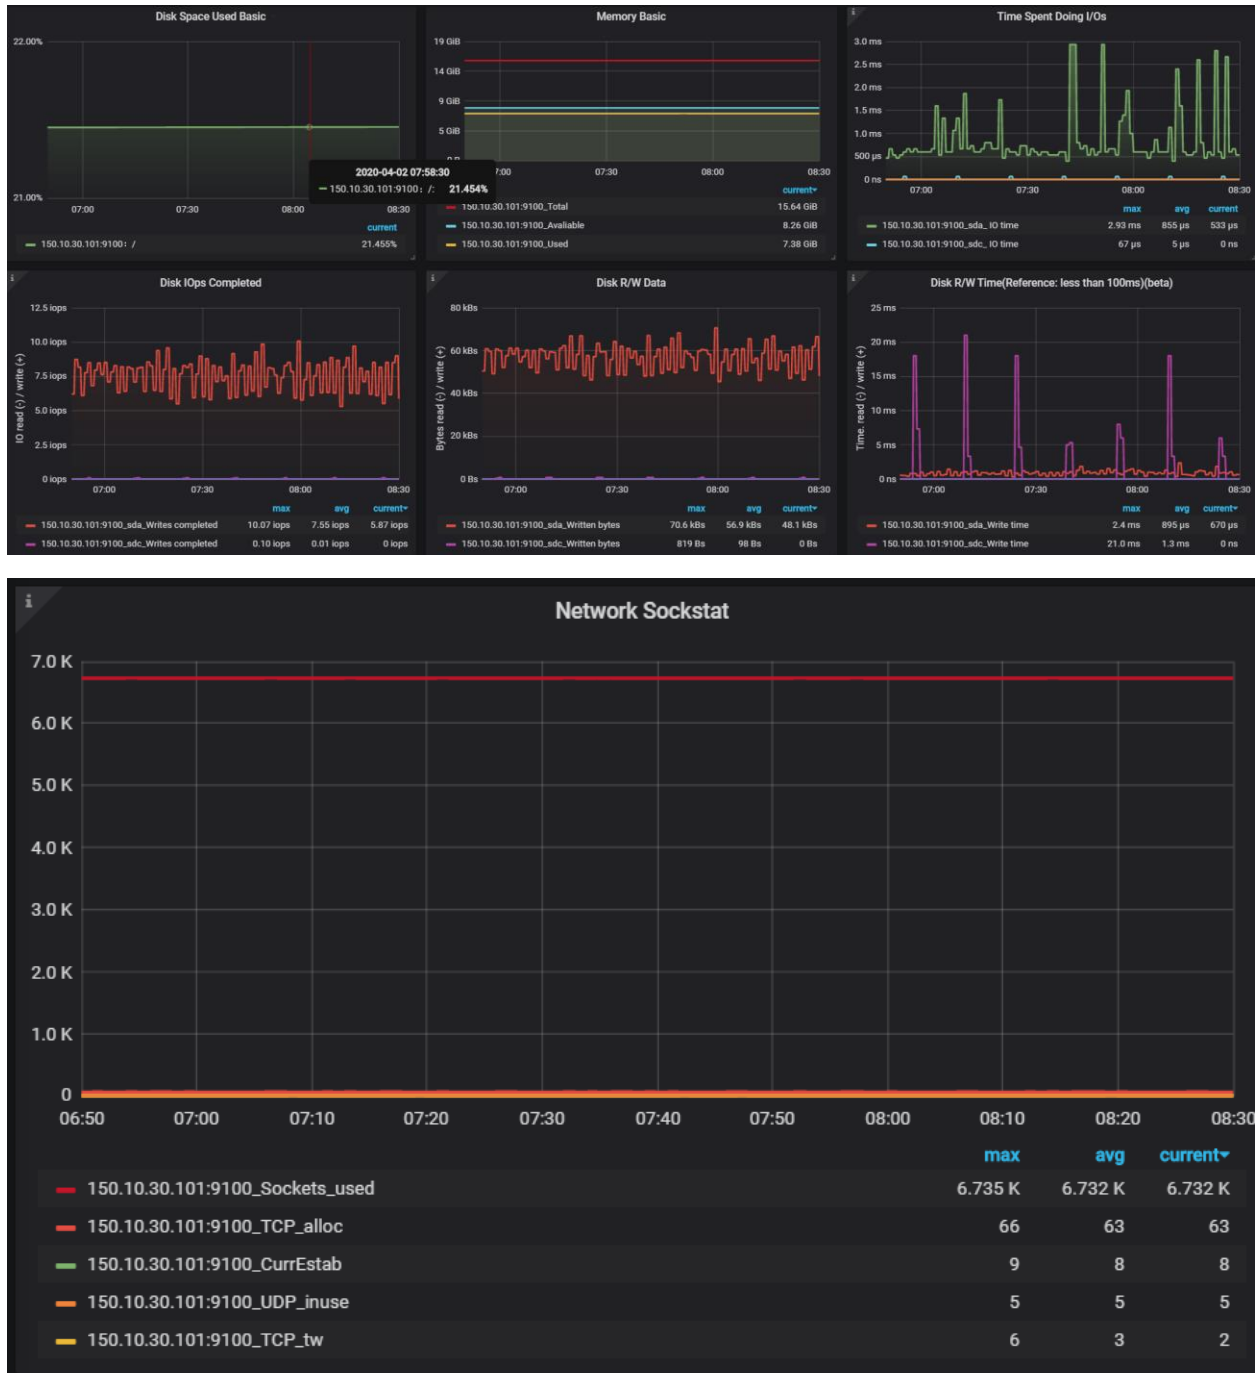 Disk Space Used Basic
22.00%
21.00%
07:00 07:30 08:00 08:30
2020-04-02 07:58:30
150.10.30.101:9100: /: 21.454%
current
150.10.30.101:9100: / 21.455%
Memory Basic
19 GiB
14 GiB
9 GiB
5 GiB
7:00 07:30 08:00 08:30
current
150.10.30.101:9100_Total 15.64 GiB
150.10.30.101:9100_Avaliable 8.26 GiB
150.10.30.101:9100_Used 7.38 GiB
i
Time Spent Doing I/Os
3.0 ms
2.5 ms
2.0 ms
1.5 ms
1.0 ms
500 µs
0 ns
07:00 07:30 08:00 08:30
max avg current
150.10.30.101:9100_sda_ IO time 2.93 ms 855 µs 533 µs
150.10.30.101:9100_sdc_ IO time 67 µs 5 µs 0 ns
i
Disk IOps Completed
IO read (-) / write (+)
12.5 iops
10.0 iops
7.5 iops
5.0 iops
2.5 iops
0 iops
07:00 07:30 08:00 08:30
max avg current
150.10.30.101:9100_sda_Writes completed 10.07 iops 7.55 iops 5.87 iops
150.10.30.101:9100_sdc_Writes completed 0.10 iops 0.01 iops 0 iops
i
Disk R/W Data
Bytes read (-) / write (+)
80 kBs
60 kBs
40 kBs
20 kBs
0 Bs
07:00 07:30 08:00 08:30
max avg current
150.10.30.101:9100_sda_Written bytes 70.6 kBs 56.9 kBs 48.1 kBs
150.10.30.101:9100_sdc_Written bytes 819 Bs 98 Bs 0 Bs
i
Disk R/W Time(Reference: less than 100ms)(beta)
Time. read (-) / write (+)
25 ms
20 ms
15 ms
10 ms
5 ms
0 ns
07:00 07:30 08:00 08:30
max avg current
150.10.30.101:9100_sda_Write time 2.4 ms 895 µs 670 µs
150.10.30.101:9100_sdc_Write time 21.0 ms 1.3 ms 0 ns
i
Network Sockstat
7.0 K
6.0 K
5.0 K
4.0 K
3.0 K
2.0 K
1.0 K
0
06:50 07:00 07:10 07:20 07:30 07:40 07:50 08:00 08:10 08:20 08:30
max avg current
150.10.30.101:9100_Sockets_used 6.735 K 6.732 K 6.732 K
150.10.30.101:9100_TCP_alloc 66 63 63
150.10.30.101:9100_CurrEstab 9 8 8
150.10.30.101:9100_UDP_inuse 5 5 5
150.10.30.101:9100_TCP_tw 6 3 2